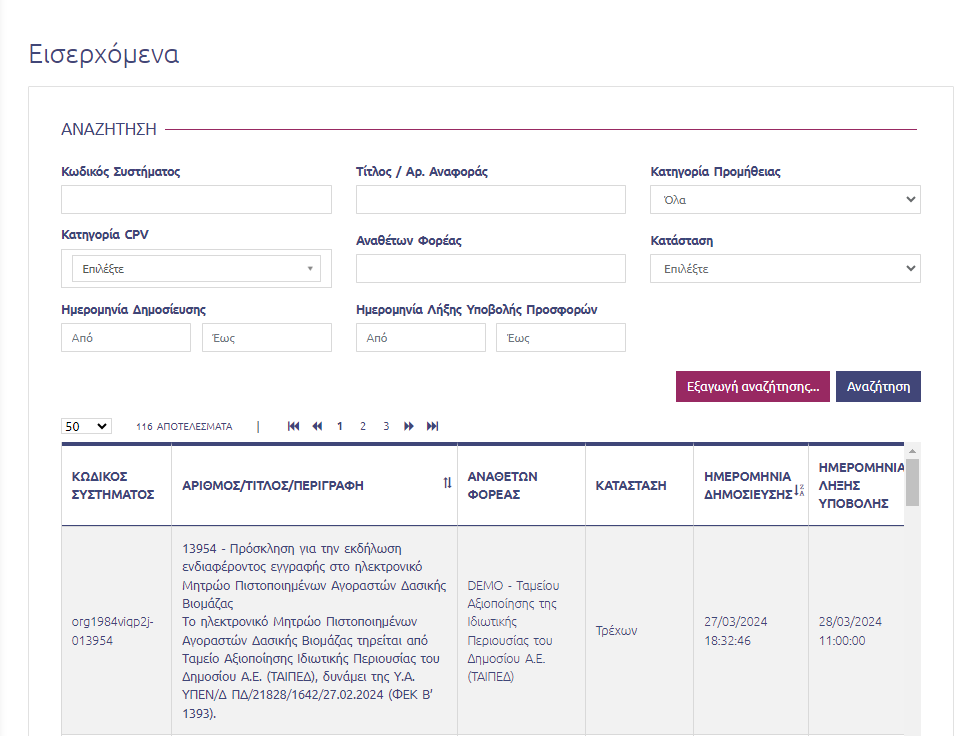 Εισερχόμενα
ΑΝΑΖΗΤΗΣΗ
Κωδικός Συστήματος
Τίτλος / Αρ. Αναφοράς
Κατηγορία Προμήθειας
Όλα
Κατηγορία CPV
Αναθέτων Φορέας
Κατάσταση
Επιλέξτε
Επιλέξτε
Ημερομηνία Δημοσίευσης
Ημερομηνία Λήξης Υποβολής Προσφορών
Από
Έως
Από
Έως
Εξαγωγή αναζήτησης...
Αναζήτηση
50
116 ΑΠΟΤΕΛΕΣΜΑΤΑ
1 2 3
ΚΩΔΙΚΟΣ
ΣΥΣΤΗΜΑΤΟΣ
ΑΡΙΘΜΟΣ/ΤΙΤΛΟΣ/ΠΕΡΙΓΡΑΦΗ
ΑΝΑΘΕΤΩΝ
ΦΟΡΕΑΣ
ΚΑΤΑΣΤΑΣΗ
ΗΜΕΡΟΜΗΝΙΑ
ΔΗΜΟΣΙΕΥΣΗΣ
ΗΜΕΡΟΜΗΝΙΑ
ΛΗΞΗΣ
ΥΠΟΒΟΛΗΣ
org1984viqp2j-
013954
13954 - Πρόσκληση για την εκδήλωση
ενδιαφέροντος εγγραφής στο ηλεκτρονικό
Μητρώο Πιστοποιημένων Αγοραστών Δασικής
Βιομάζας
Το ηλεκτρονικό Μητρώο Πιστοποιημένων
Αγοραστών Δασικής Βιομάζας τηρείται από
Ταμείο Αξιοποίησης Ιδιωτικής Περιουσίας του
Δημοσίου Α.Ε. (ΤΑΙΠΕΔ), δυνάμει της Υ.Α.
ΥΠΕΝ/Δ ΠΔ/21828/1642/27.02.2024 (ΦΕΚ Β’
1393).
DEMO - Ταμείου
Αξιοποίησης της
Ιδιωτικής
Περιουσίας του
Δημοσίου Α.Ε.
(ΤΑΙΠΕΔ)
Τρέχων
27/03/2024
18:32:46
28/03/2024
11:00:00